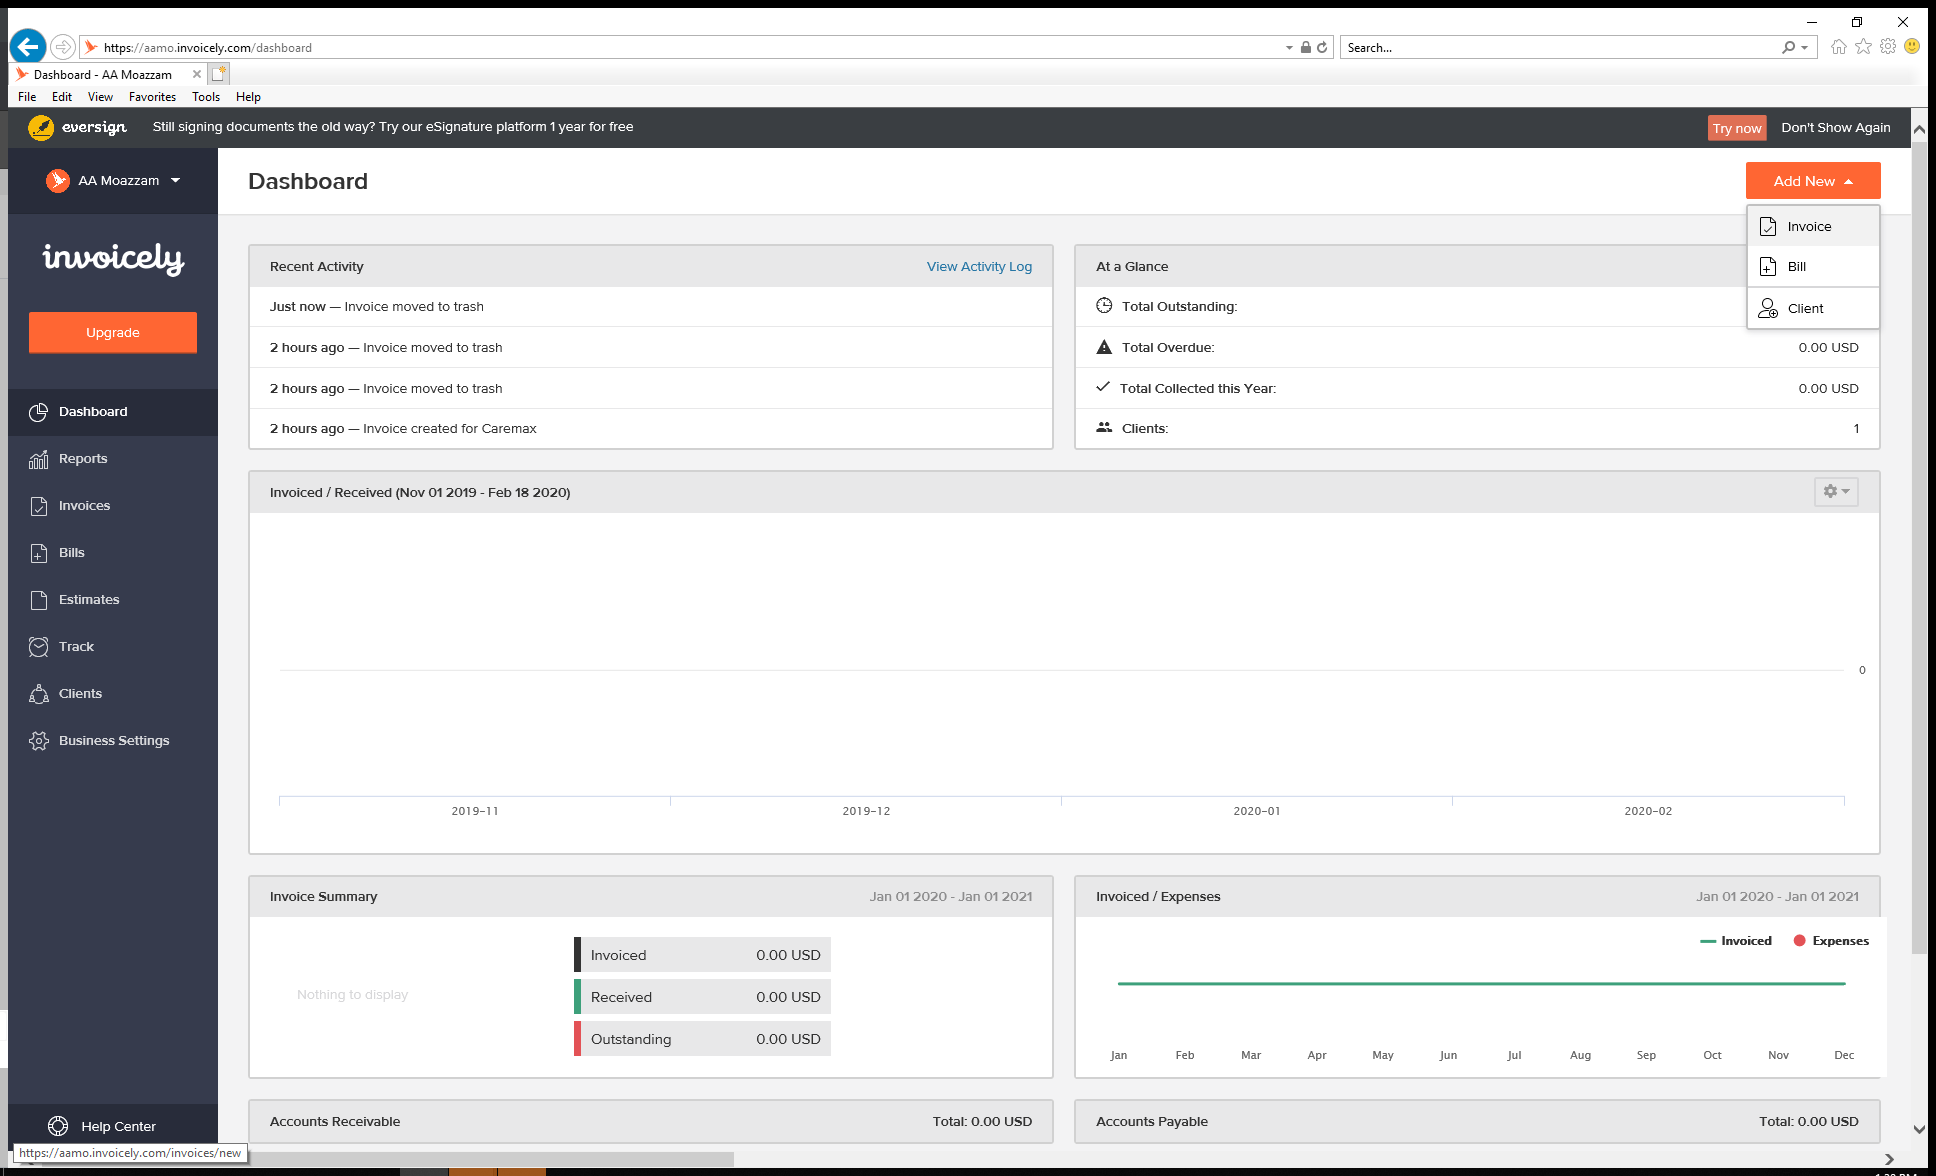 https://aamo.invoicely.com/dashboard
Search...
Dashboard - AA Moazzam
File Edit View Favorites Tools Help
eversign Still signing documents the old way? Try our eSignature platform 1 year for free Try now Don't Show Again
AA Moazzam
Dashboard
Add New
Invoice
Bill
Client
invoicely
Upgrade
Dashboard
Reports
Invoices
Bills
Estimates
Track
Clients
Business Settings
Help Center
https://aamo.invoicely.com/invoices/new
Recent Activity View Activity Log
Just now — Invoice moved to trash
2 hours ago — Invoice moved to trash
2 hours ago — Invoice moved to trash
2 hours ago — Invoice created for Caremax
At a Glance
Total Outstanding:
Total Overdue: 0.00 USD
Total Collected this Year: 0.00 USD
Clients: 1
Invoiced / Received (Nov 01 2019 - Feb 18 2020)
0
2019-11 2019-12 2020-01 2020-02
Invoice Summary Jan 01 2020 - Jan 01 2021
Nothing to display
Invoiced 0.00 USD
Received 0.00 USD
Outstanding 0.00 USD
Invoiced / Expenses Jan 01 2020 - Jan 01 2021
Invoiced Expenses
Jan Feb Mar Apr May Jun Jul Aug Sep Oct Nov Dec
Accounts Receivable Total: 0.00 USD
Accounts Payable Total: 0.00 USD